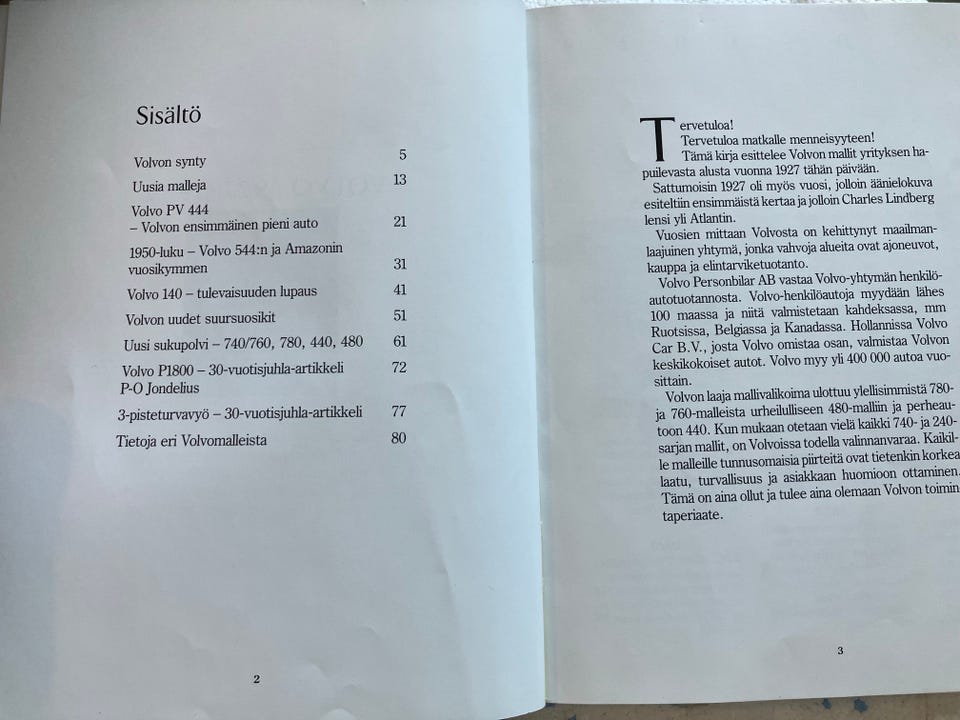 Sisältö
Volvon synty 5
Uusia malleja 13
Volvo PV 444
– Volvon ensimmäinen pieni auto 21
1950-luku – Volvo 544:n ja Amazonin
vuosikymmen 31
Volvo 140 – tulevaisuuden lupaus 41
Volvon uudet suursuosikit 51
Uusi sukupolvi – 740/760, 780, 440, 480 61
Volvo P1800 – 30-vuotisjuhla-artikkeli 72
P-O Jondelius
3-pisteturvavyö – 30-vuotisjuhla-artikkeli 77
Tietoja eri Volvomalleista 80
2
Tervetuloa!
Tervetuloa matkalle menneisyyteen!
Tämä kirja esittelee Volvon mallit yrityksen ha-
puilevasta alusta vuonna 1927 tähän päivään.
Sattumoisin 1927 oli myös vuosi, jolloin äänielokuva
esiteltiin ensimmäistä kertaa ja jolloin Charles Lindberg
lensi yli Atlantin.
Vuosien mittaan Volvosta on kehittynyt maailman-
laajuinen yhtymä, jonka vahvoja alueita ovat ajoneuvot,
kauppa ja elintarviketuotanto.
Volvo Personbilar AB vastaa Volvo-yhtymän henkilö-
autotuotannosta. Volvo-henkilöautoja myydään lähes
100 maassa ja niitä valmistetaan kahdeksassa, mm
Ruotsissa, Belgiassa ja Kanadassa. Hollannissa Volvo
Car B.V., josta Volvo omistaa osan, valmistaa Volvon
keskikokoiset autot. Volvo myy yli 400 000 autoa vuo-
sittain.
Volvon laaja mallivalikoima ulottuu ylellisimmistä 780-
ja 760-malleista urheilulliseen 480-malliin ja perheau-
toon 440. Kun mukaan otetaan vielä kaikki 740- ja 240-
sarjan mallit, on Volvoissa todella valinnanvaraa. Kaikil-
le malleille tunnusomaisia piirteitä ovat tietenkin korkea
laatu, turvallisuus ja asiakkaan huomioon ottaminen.
Tämä on aina ollut ja tulee aina olemaan Volvon toimin-
taperiaate.
3